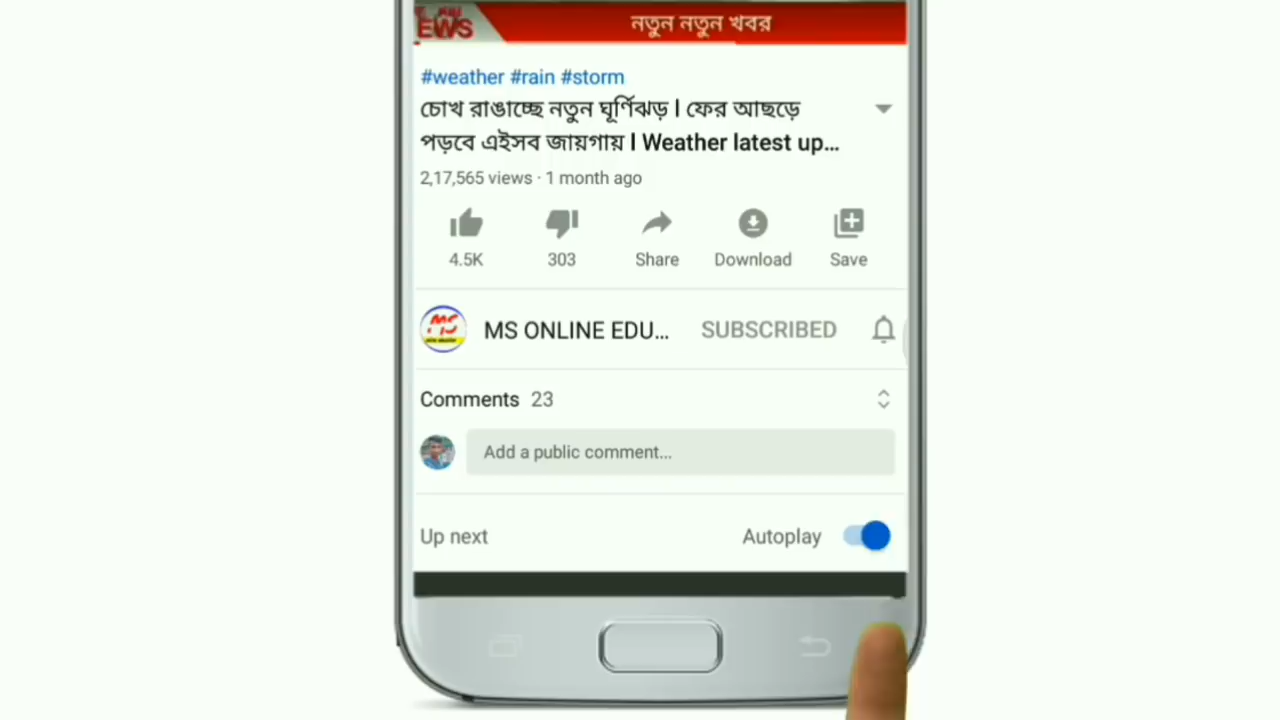 EWS
নতুন নতুন খবর
#weather #rain #storm
চোখ রাঙাচ্ছে নতুন ঘূর্ণিঝড় l ফের আছড়ে
পড়বে এইসব জায়গায় l Weather latest up...
2,17,565 views · 1 month ago
4.5K 303 Share Download Save
MS
MS ONLINE EDU... SUBSCRIBED
Comments 23
Add a public comment...
Up next Autoplay